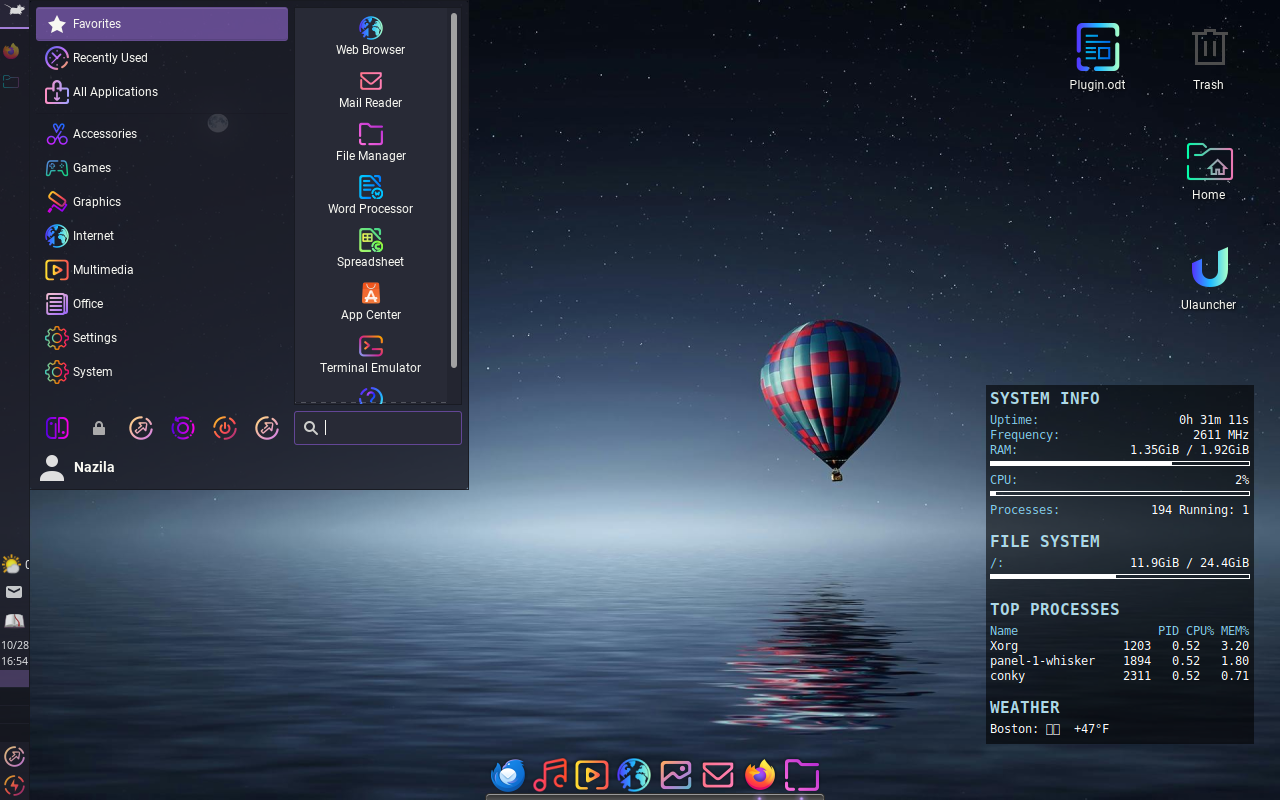 Favorites
Recently Used
All Applications
Accessories
Games
Graphics
Internet
Multimedia
Office
Settings
System
Nazila
Web Browser
Mail Reader
File Manager
Word Processor
Spreadsheet
App Center
Terminal Emulator
10/28
16:54
Plugin.odt
Trash
Home
Ulauncher
SYSTEM INFO
Uptime: 0h 31m 11s
Frequency: 2611 MHz
RAM: 1.35GiB / 1.92GiB
CPU: 2%
Processes: 194 Running: 1
FILE SYSTEM
/: 11.9GiB / 24.4GiB
TOP PROCESSES
Name PID CPU% MEM%
Xorg 1203 0.52 3.20
panel-1-whisker 1894 0.52 1.80
conky 2311 0.52 0.71
WEATHER
Boston: +47°F